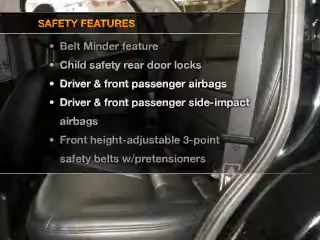 SAFETY FEATURES
• Belt Minder feature
• Child safety rear door locks
• Driver & front passenger airbags
• Driver & front passenger side-impact
airbags
• Front height-adjustable 3-point
safety belts w/pretensioners